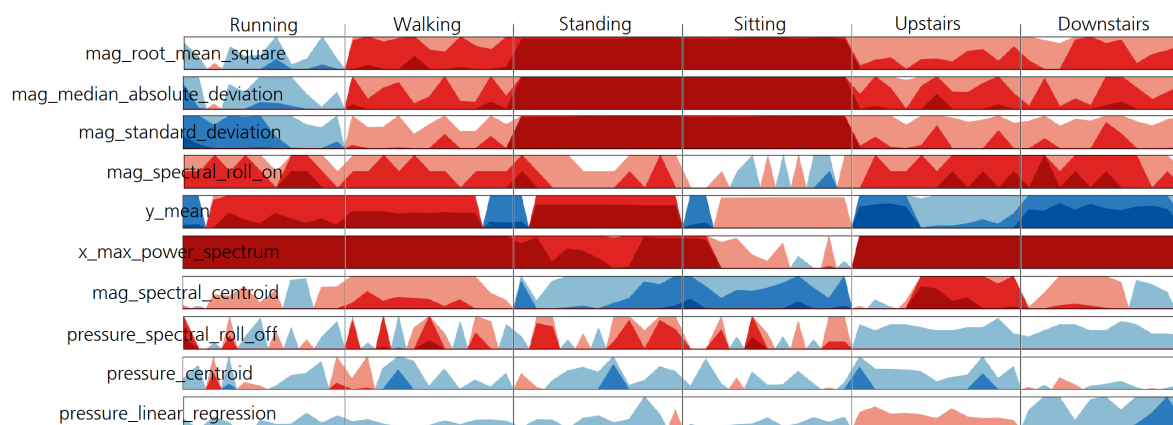 Running Walking Standing Sitting Upstairs Downstairs
mag_root_mean_square
mag_median_absolute_deviation
mag_standard_deviation
mag_spectral_roll_on
y_mean
x_max_power_spectrum
mag_spectral_centroid
pressure_spectral_roll_off
pressure_centroid
pressure_linear_regression